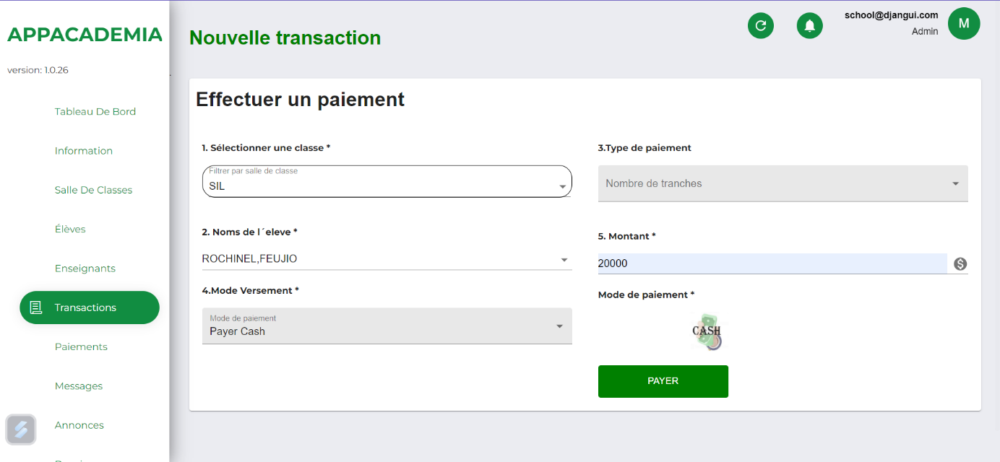 APPACADEMIA
version: 1.0.26
Tableau De Bord
Information
Salle De Classes
Élèves
Enseignants
Transactions
Paiements
Messages
Annonces
Nouvelle transaction
school@djangui.com
Admin
M
Effectuer un paiement
1. Sélectionner une classe *
Filtrer par salle de classe
SIL
2. Noms de l´eleve *
ROCHINEL,FEUJIO
4.Mode Versement *
Mode de paiement
Payer Cash
3.Type de paiement
Nombre de tranches
5. Montant *
20000
Mode de paiement *
CASH
PAYER